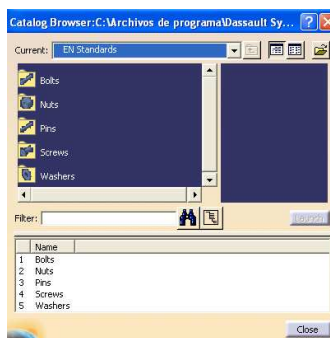 Catalog Browser:C:\Archivos de programa\Dassault Sy...
Current: EN Standards
Bolts
Nuts
Pins
Screws
Washers
Filter:
Launch
Name
1 Bolts
2 Nuts
3 Pins
4 Screws
5 Washers
Close